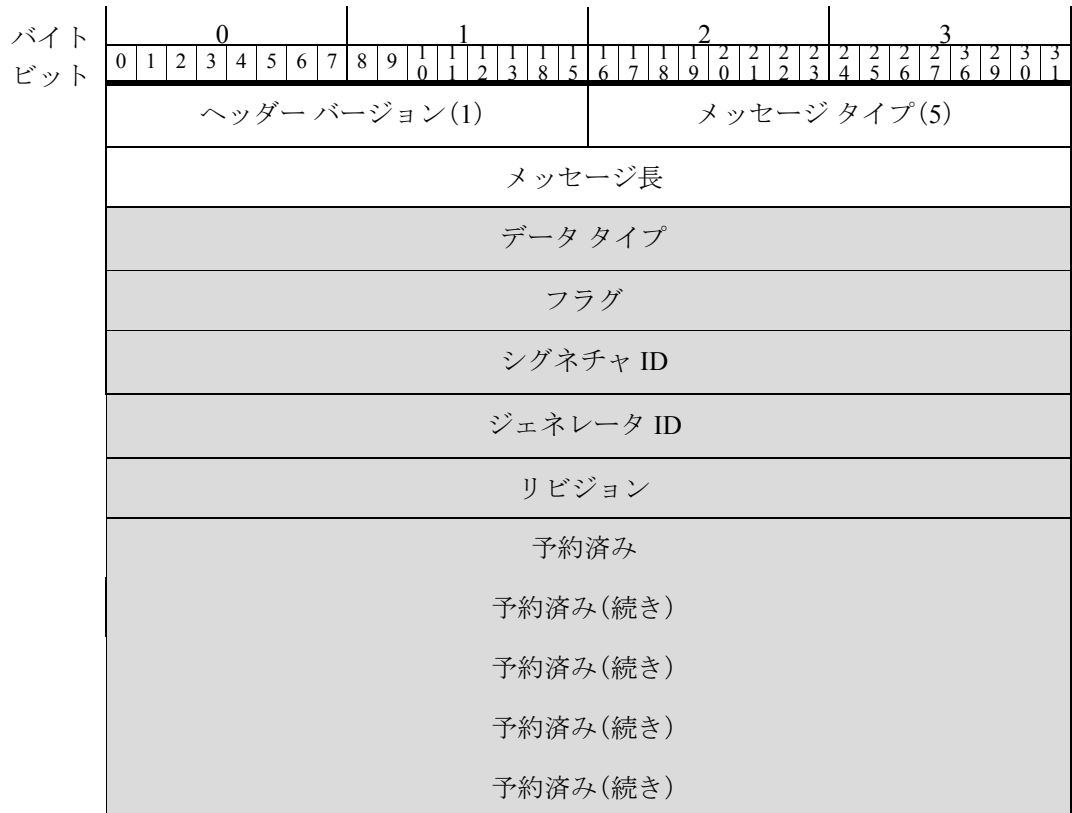 バイト 0 1 2 3
ビット 0 1 2 3 4 5 6 7 8 9 10 11 12 13 18 15 16 17 18 19 20 21 22 23 24 25 26 27 36 29 30 31
ヘッダー バージョン(1) メッセージ タイプ(5)
メッセージ長
データ タイプ
フラグ
シグネチャ ID
ジェネレータ ID
リビジョン
予約済み
予約済み(続き)
予約済み(続き)
予約済み(続き)
予約済み(続き)